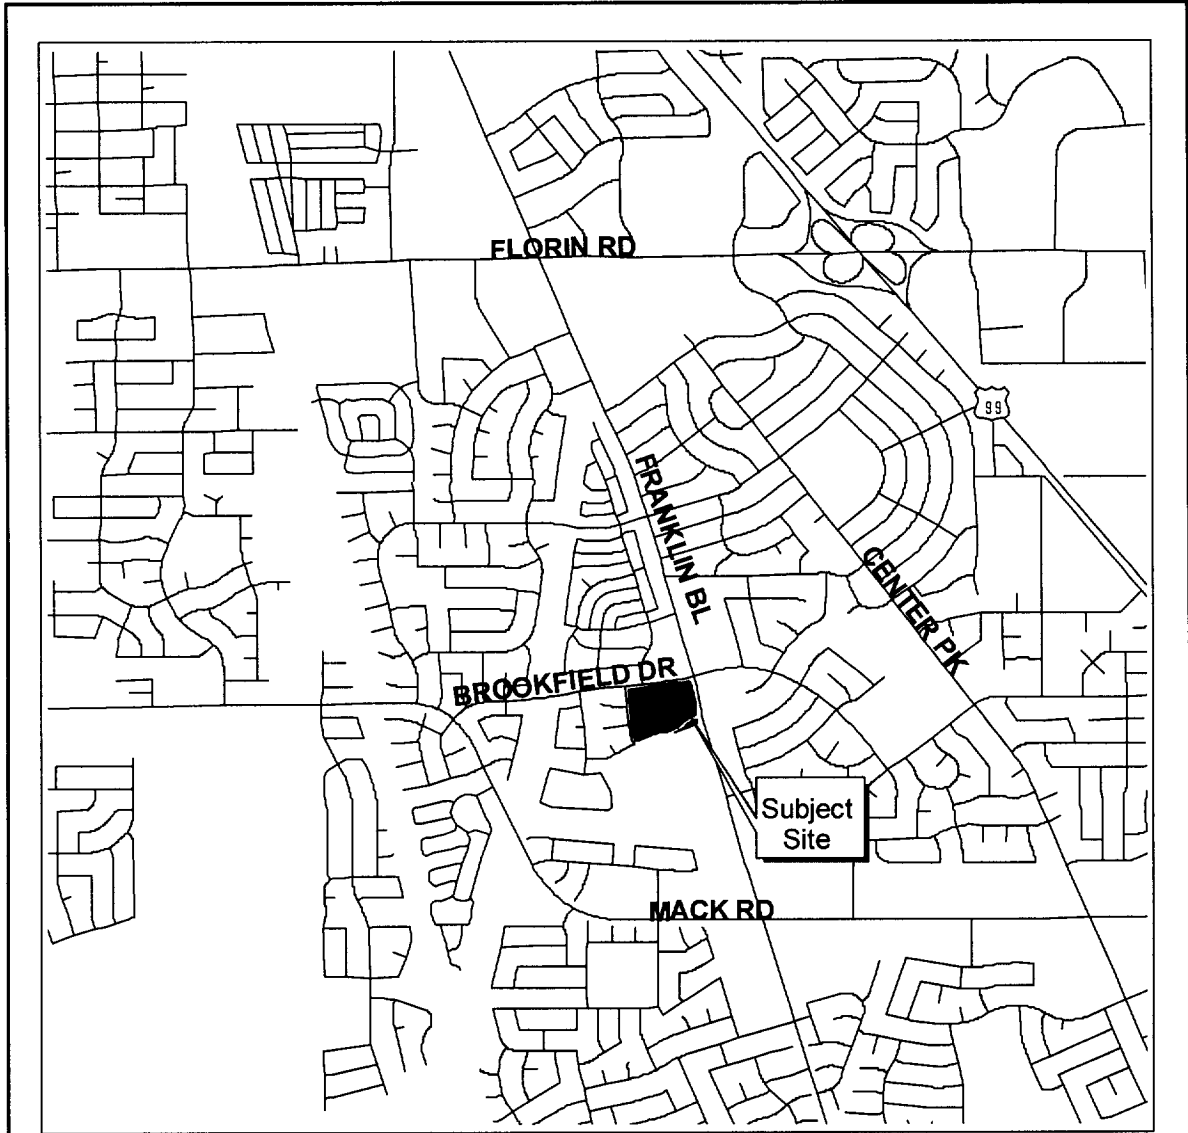 FLORIN RD
99
FRANKLIN BL
CENTER PK
BROOKFIELD DR
Subject
Site
MACK RD